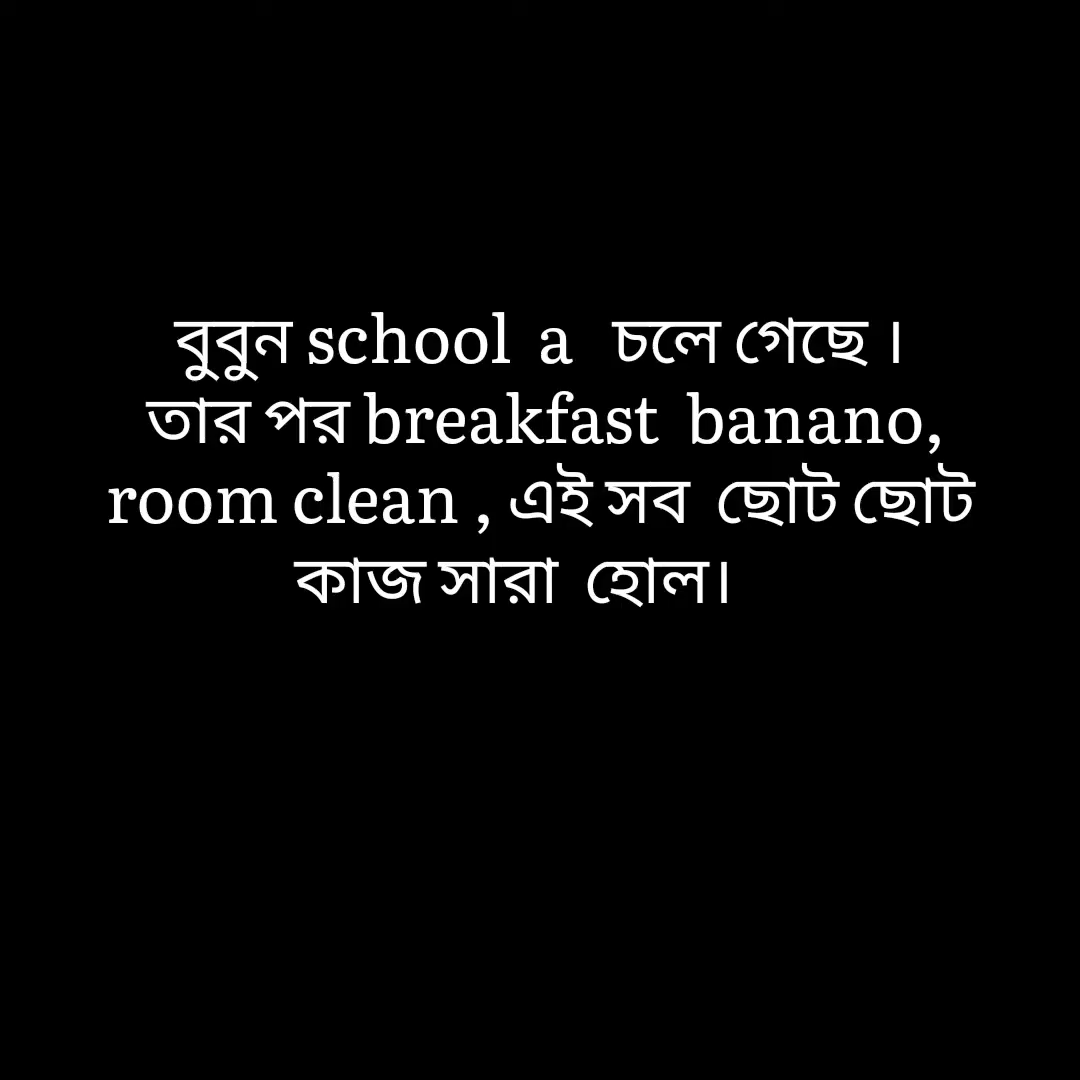 বুবুন school a চলে গেছে ।
তার পর breakfast banano,
room clean , এই সব ছোট ছোট
কাজ সারা হোল।